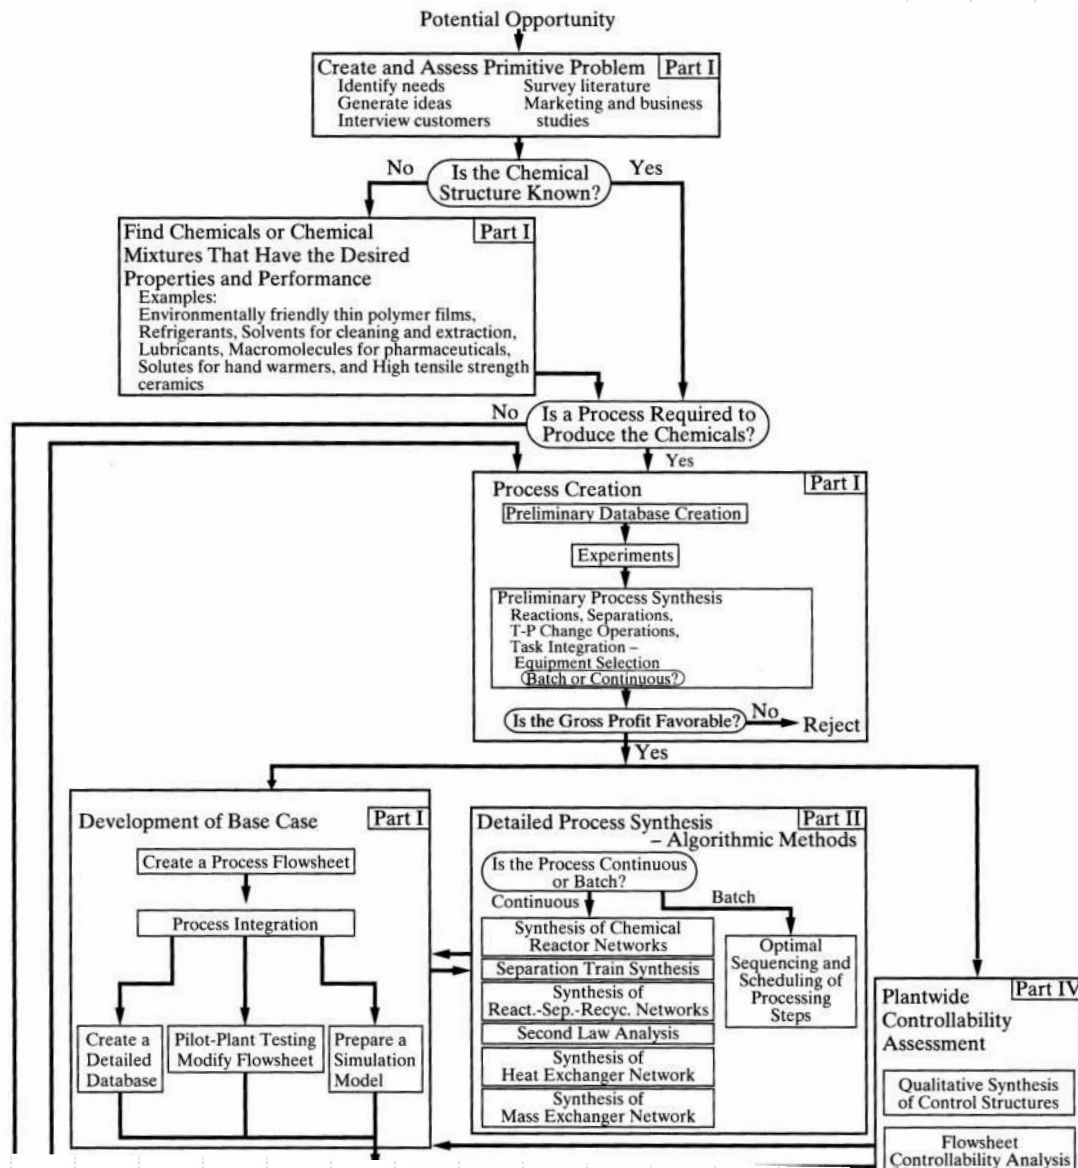 Potential Opportunity
Create and Assess Primitive Problem
Part I
Identify needs
Generate ideas
Interview customers
Survey literature
Marketing and business
studies
Is the Chemical
Structure Known?
No
Yes
Find Chemicals or Chemical
Mixtures That Have the Desired
Properties and Performance
Part I
Examples:
Environmentally friendly thin polymer films,
Refrigerants, Solvents for cleaning and extraction,
Lubricants, Macromolecules for pharmaceuticals,
Solutes for hand warmers, and High tensile strength
ceramics
No
Is a Process Required to
Produce the Chemicals?
Yes
Process Creation
Part I
Preliminary Database Creation
Experiments
Preliminary Process Synthesis
Reactions, Separations,
T-P Change Operations,
Task Integration –
Equipment Selection
Batch or Continuous?
Is the Gross Profit Favorable?
No
Reject
Yes
Development of Base Case
Part I
Create a Process Flowsheet
Process Integration
Create a
Detailed
Database
Pilot-Plant Testing
Modify Flowsheet
Prepare a
Simulation
Model
Detailed Process Synthesis
– Algorithmic Methods
Part II
Is the Process Continuous
or Batch?
Continuous
Batch
Synthesis of Chemical
Reactor Networks
Separation Train Synthesis
Synthesis of
React.-Sep.-Recyc. Networks
Second Law Analysis
Synthesis of
Heat Exchanger Network
Synthesis of
Mass Exchanger Network
Optimal
Sequencing and
Scheduling of
Processing
Steps
Plantwide
Controllability
Assessment
Part IV
Qualitative Synthesis
of Control Structures
Flowsheet
Controllability Analysis